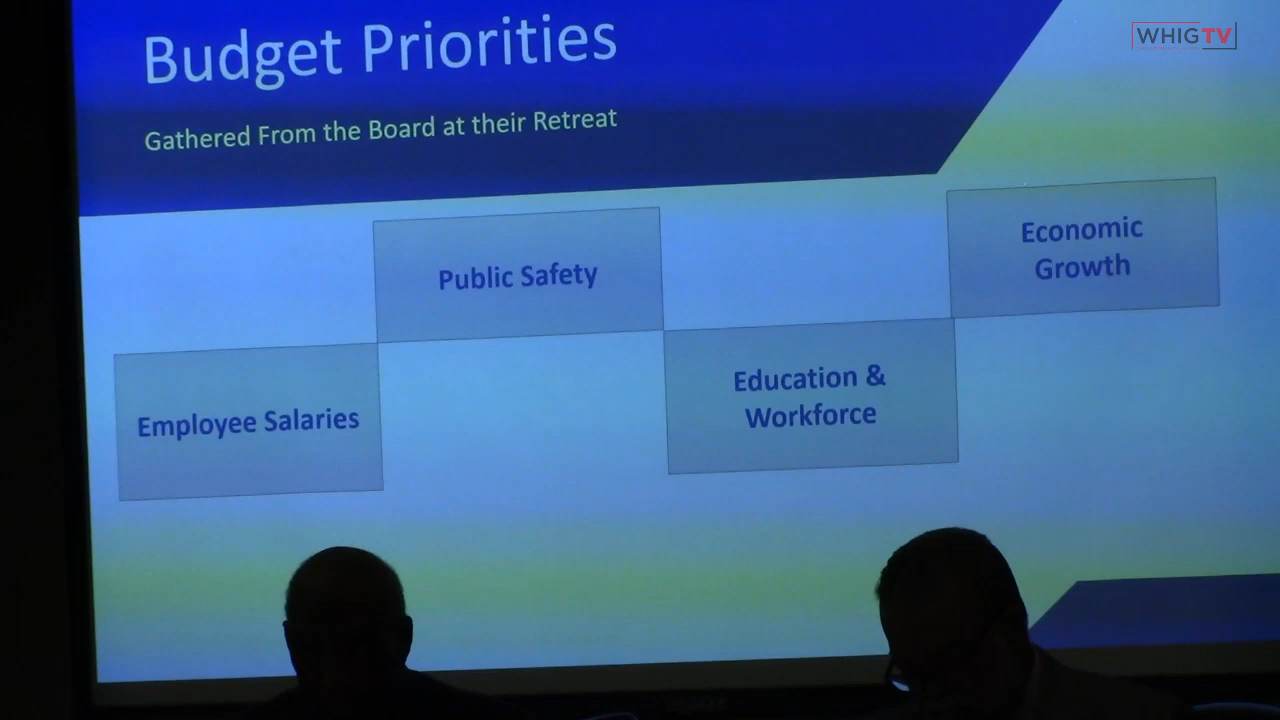 WHIGTV
Budget Priorities
Gathered From the Board at their Retreat
Employee Salaries
Public Safety
Education &
Workforce
Economic
Growth